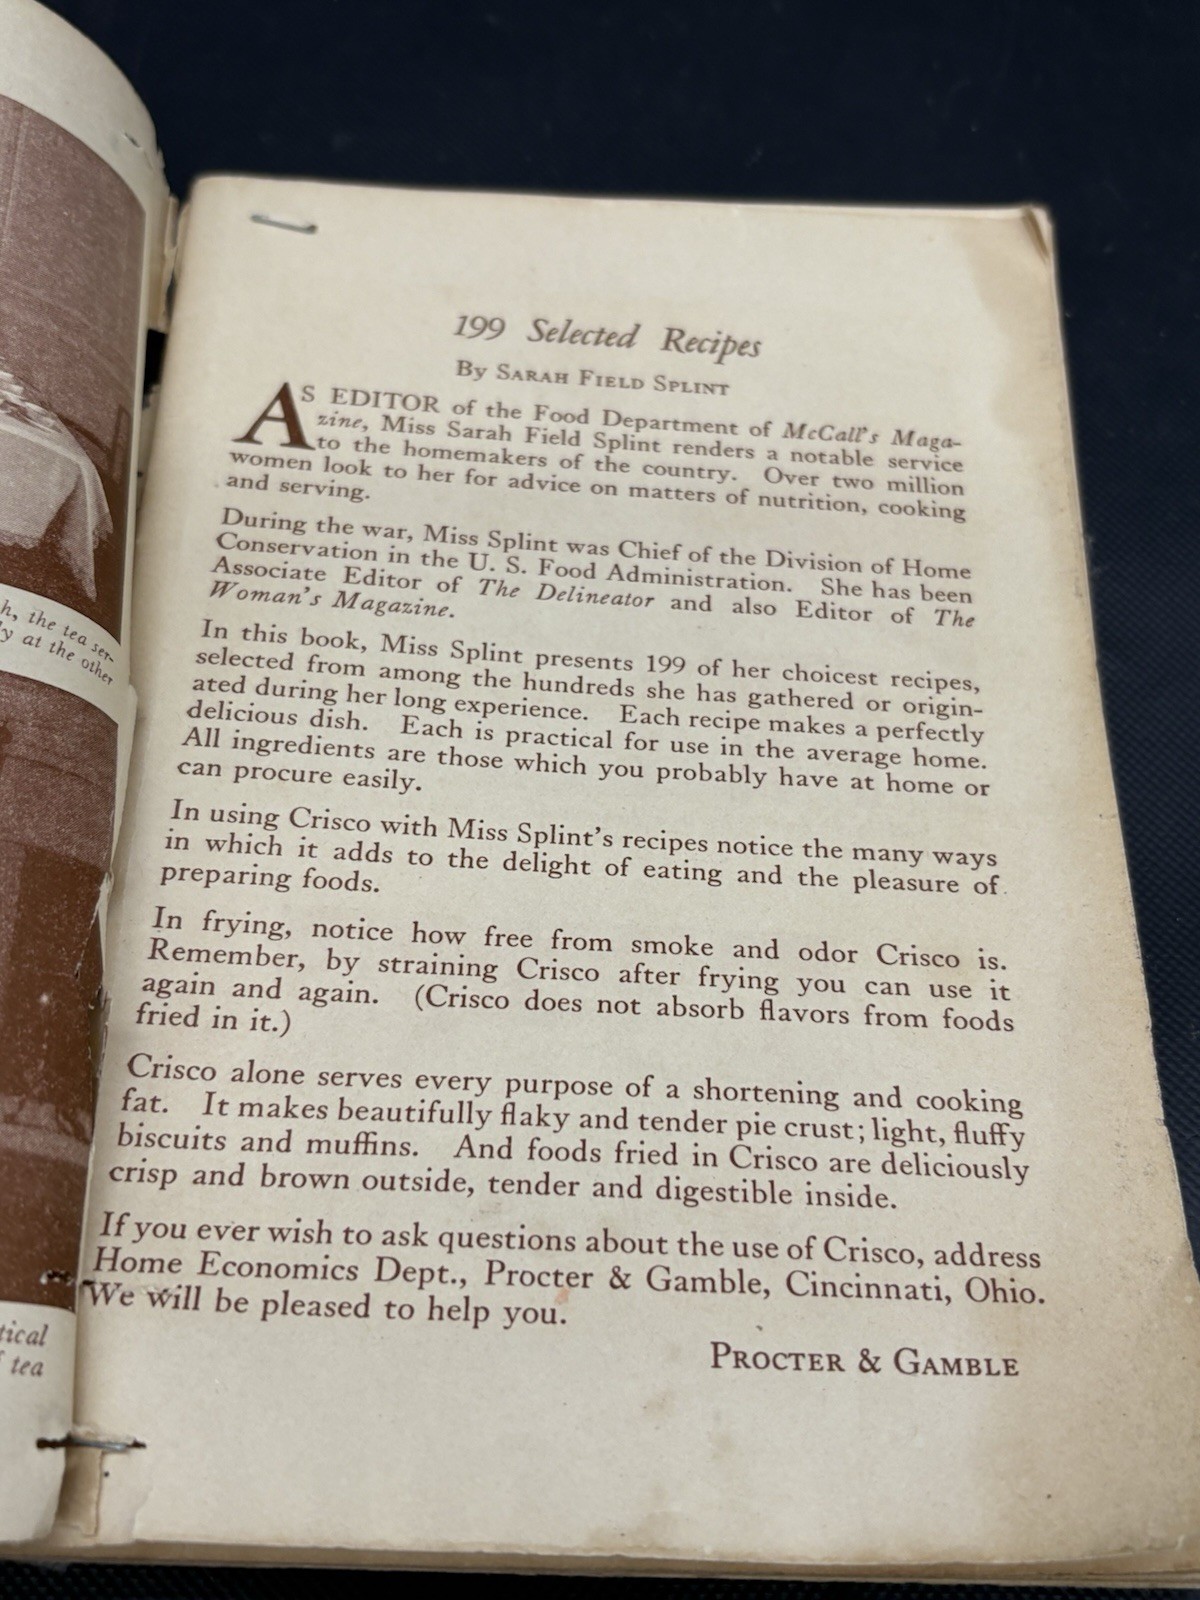 h, the tea ser-
ly at the other
tical
tea
199 Selected Recipes
By SARAH FIELD SPLINT
AS EDITOR of the Food Department of McCall's Maga-
zine, Miss Sarah Field Splint renders a notable service
to the homemakers of the country. Over two million
women look to her for advice on matters of nutrition, cooking
and serving.
During the war, Miss Splint was Chief of the Division of Home
Conservation in the U. S. Food Administration. She has been
Associate Editor of The Delineator and also Editor of The
Woman's Magazine.
In this book, Miss Splint presents 199 of her choicest recipes,
selected from among the hundreds she has gathered or origin-
ated during her long experience. Each recipe makes a perfectly
delicious dish. Each is practical for use in the average home.
All ingredients are those which you probably have at home or
can procure easily.
In using Crisco with Miss Splint's recipes notice the many ways
in which it adds to the delight of eating and the pleasure of
preparing foods.
In frying, notice how free from smoke and odor Crisco is.
Remember, by straining Crisco after frying you can use it
again and again. (Crisco does not absorb flavors from foods
fried in it.)
Crisco alone serves every purpose of a shortening and cooking
fat. It makes beautifully flaky and tender pie crust; light, fluffy
biscuits and muffins. And foods fried in Crisco are deliciously
crisp and brown outside, tender and digestible inside.
If you ever wish to ask questions about the use of Crisco, address
Home Economics Dept., Procter & Gamble, Cincinnati, Ohio.
We will be pleased to help you.
PROCTER & GAMBLE